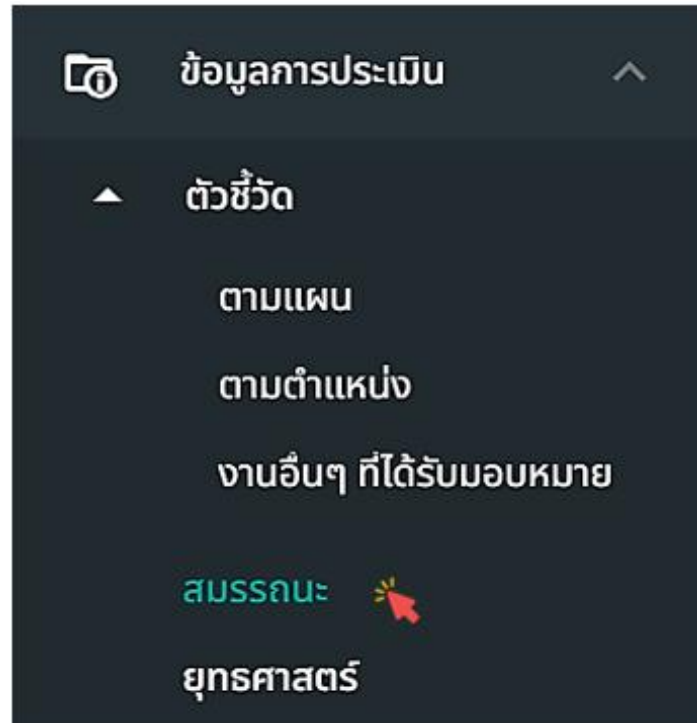 ข้อมูลการประเมิน
ตัวชี้วัด
ตามแผน
ตามตำแหน่ง
งานอื่นๆ ที่ได้รับมอบหมาย
สมรรถนะ
ยุทธศาสตร์